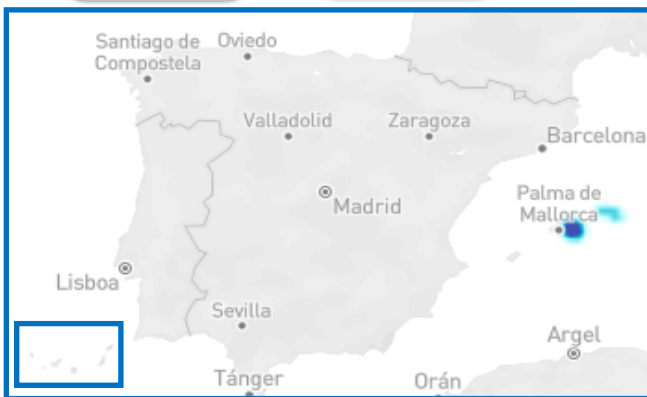 Santiago de
Compostela
Oviedo
Valladolid
Zaragoza
Barcelona
Madrid
Palma de
Mallorca
Lisboa
Sevilla
Argel
Tánger
Orán